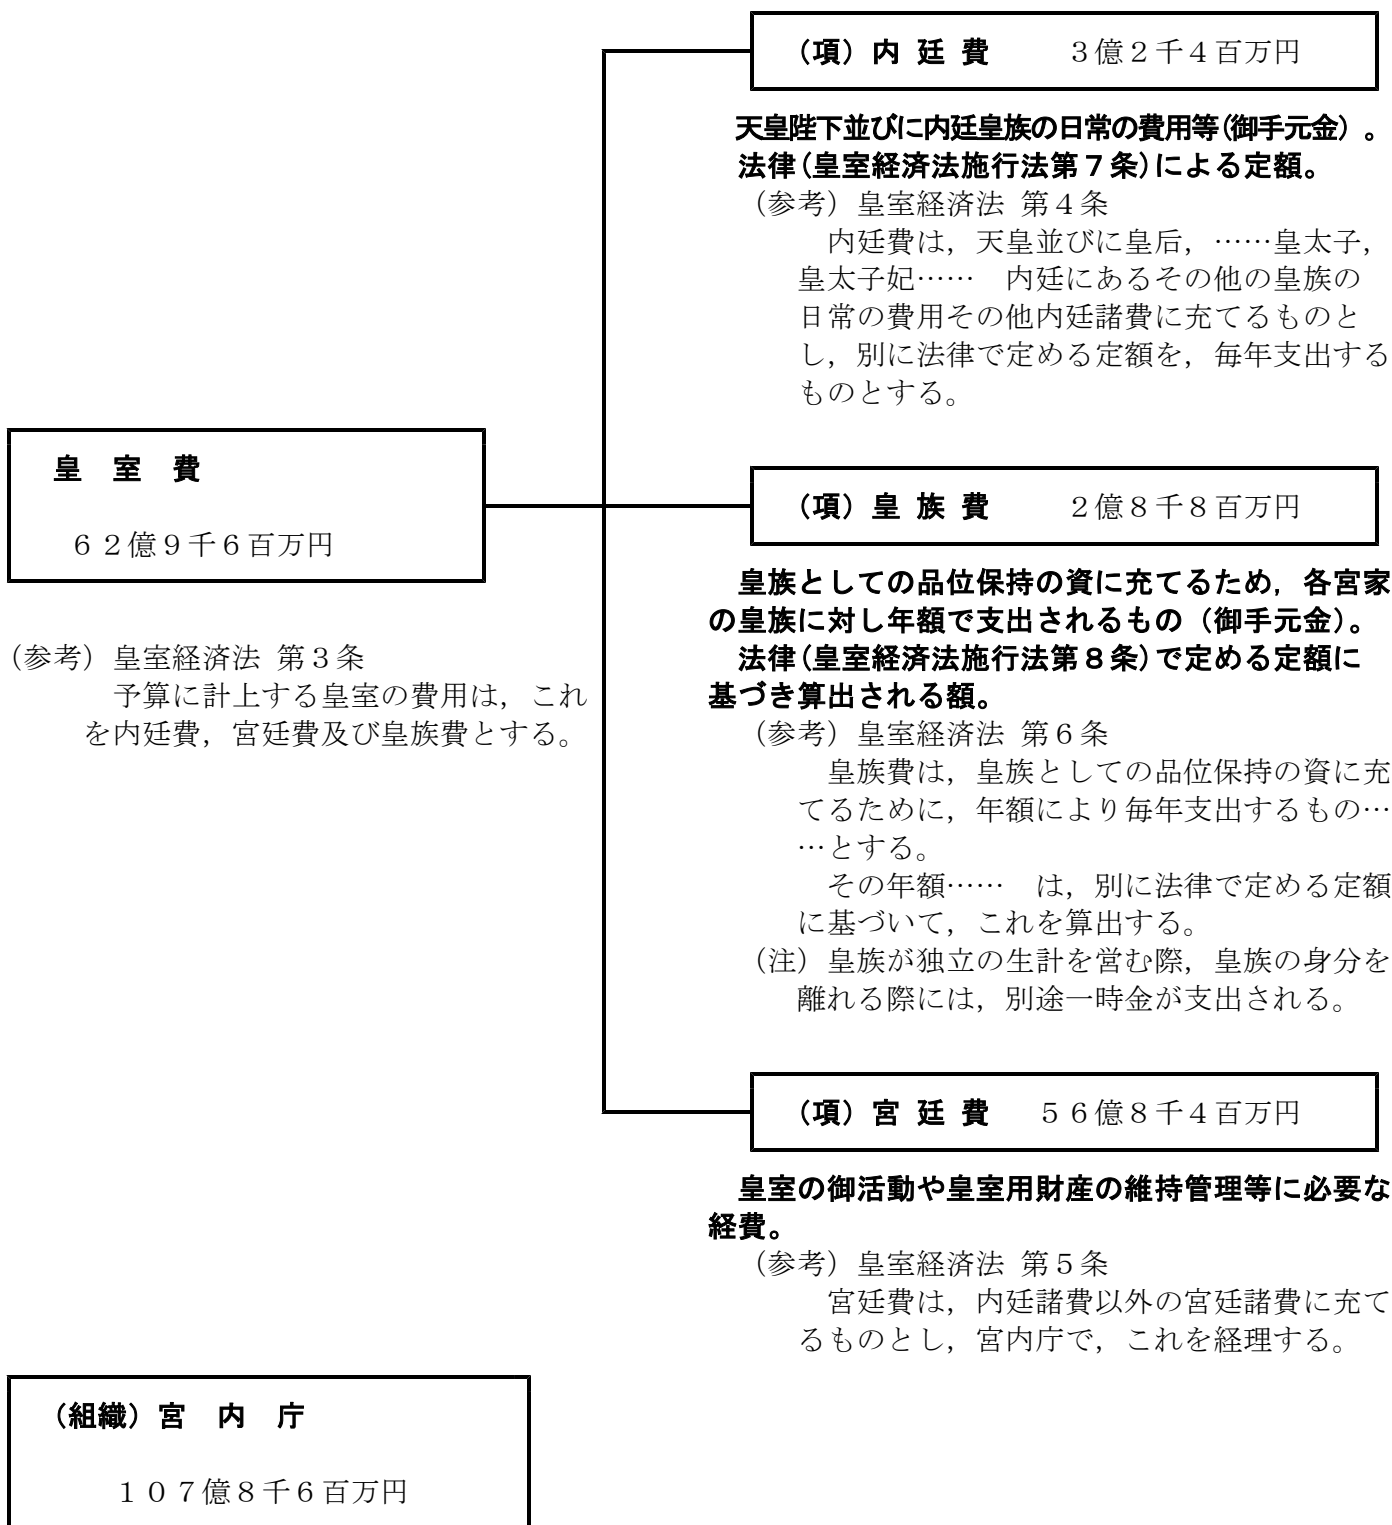 （項）内 廷 費　　３億２千４百万円
天皇陛下並びに内廷皇族の日常の費用等(御手元金）。
法律(皇室経済法施行法第７条)による定額。
（参考）皇室経済法 第４条
内廷費は，天皇並びに皇后，……皇太子，
皇太子妃……　内廷にあるその他の皇族の
日常の費用その他内廷諸費に充てるものと
し，別に法律で定める定額を，毎年支出する
ものとする。
皇　室　費
６２億９千６百万円
（参考）皇室経済法 第３条
予算に計上する皇室の費用は，これ
を内廷費，宮廷費及び皇族費とする。
（項）皇 族 費　　２億８千８百万円
皇族としての品位保持の資に充てるため，各宮家
の皇族に対し年額で支出されるもの（御手元金）。
法律(皇室経済法施行法第８条)で定める定額に
基づき算出される額。
（参考）皇室経済法 第６条
皇族費は，皇族としての品位保持の資に充
てるために，年額により毎年支出するもの…
…とする。
その年額……　は，別に法律で定める定額
に基づいて，これを算出する。
（注）皇族が独立の生計を営む際，皇族の身分を
離れる際には，別途一時金が支出される。
（項）宮 廷 費　５６億８千４百万円
皇室の御活動や皇室用財産の維持管理等に必要な
経費。
（参考）皇室経済法 第５条
宮廷費は，内廷諸費以外の宮廷諸費に充て
るものとし，宮内庁で，これを経理する。
（組織）宮　内　庁
１０７億８千６百万円